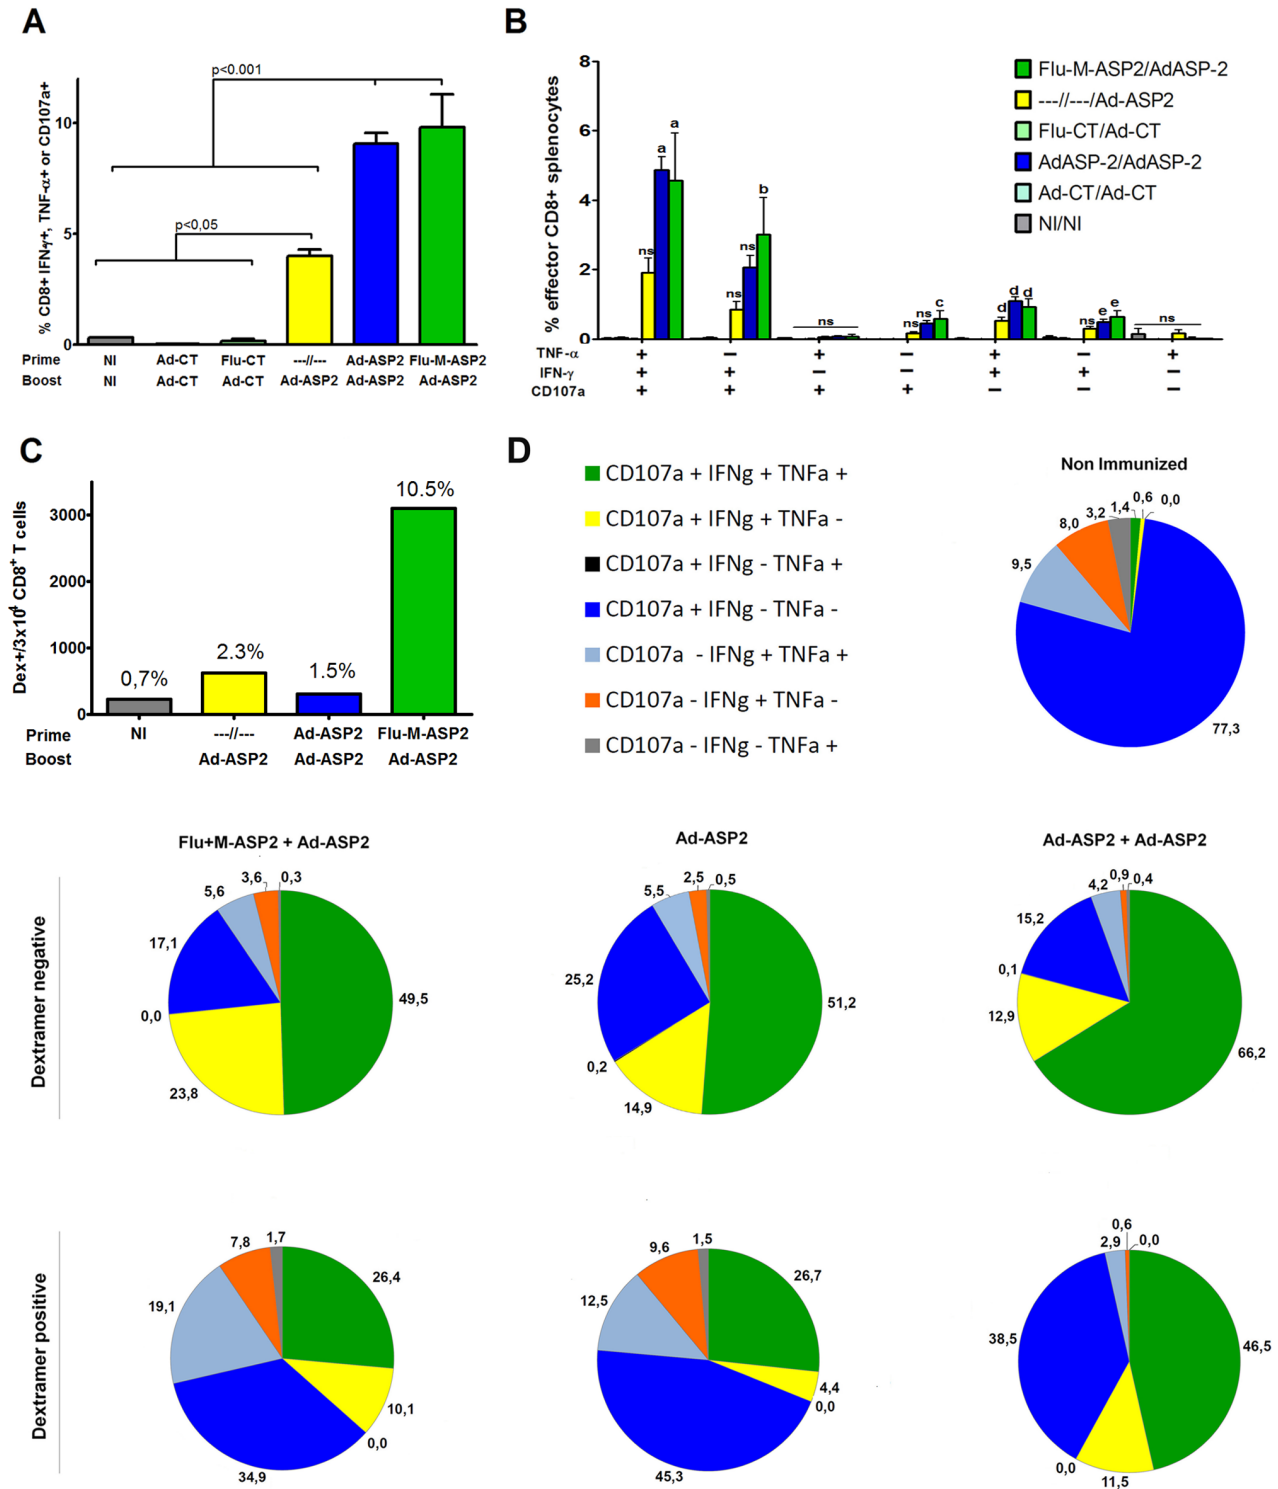 A
% CD8+ IFNγ+, TNF-α+ or CD107a+
p<.001
p<0,05
10
5
0
Prime NI Ad-CT Flu-CT ---//--- Ad-ASP2 Flu-M-ASP2
Boost NI Ad-CT Ad-CT Ad-ASP2 Ad-ASP2 Ad-ASP2
B
% effector CD8+ splenocytes
8
6
4
2
0
Flu-M-ASP2/AdASP-2
---//---/Ad-ASP2
Flu-CT/Ad-CT
AdASP-2/AdASP-2
Ad-CT/Ad-CT
NI/NI
ns a a
ns b
ns
ns ns c
d d d
ns e e
ns
TNF-α + − + − + − +
IFN-γ + + − − + + −
CD107a + + + + − − −
C
Dex+/3x10⁴ CD8⁺ T cells
3000
2000
1000
0
0,7%
2.3%
1.5%
10.5%
Prime NI ---//--- Ad-ASP2 Flu-M-ASP2
Boost Ad-ASP2 Ad-ASP2 Ad-ASP2
D
CD107a + IFNg + TNFa +
CD107a + IFNg + TNFa -
CD107a + IFNg - TNFa +
CD107a + IFNg - TNFa -
CD107a - IFNg + TNFa +
CD107a - IFNg + TNFa -
CD107a - IFNg - TNFa +
Non Immunized
9,5
8,0
3,2
1,4
0,6
0,0
77,3
Dextramer negative
Flu+M-ASP2 + Ad-ASP2
5,6
3,6
0,3
17,1
49,5
0,0
23,8
Ad-ASP2
5,5
2,5
0,5
25,2
51,2
0,2
14,9
Ad-ASP2 + Ad-ASP2
4,2
0,9
0,4
15,2
0,1
12,9
66,2
Dextramer positive
7,8
1,7
26,4
19,1
10,1
0,0
34,9
9,6
1,5
26,7
12,5
4,4
0,0
45,3
0,6
2,9
0,0
38,5
46,5
0,0
11,5